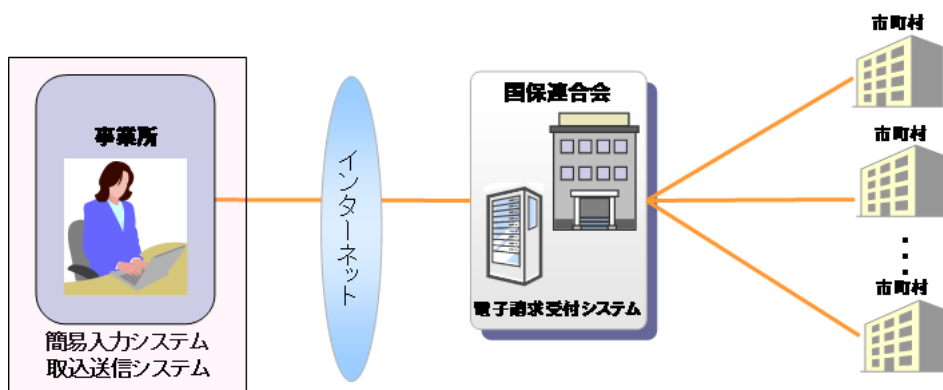 事業所
簡易入力システム
取込送信システム
インターネット
国保連合会
電子請求受付システム
市町村
市町村
市町村